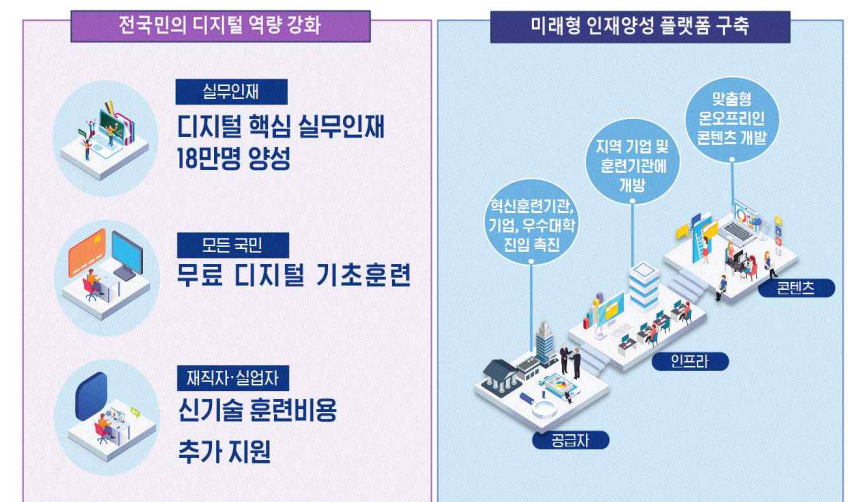 전국민의 디지털 역량 강화
실무인재
디지털 핵심 실무인재
18만명 양성
모든 국민
무료 디지털 기초훈련
재직자·실업자
신기술 훈련비용
추가 지원
미래형 인재양성 플랫폼 구축
맞춤형
온오프라인
콘텐츠 개발
지역 기업 및
훈련기관에
개방
혁신훈련기관,
기업, 우수대학
진입 촉진
콘텐츠
인프라
공급자